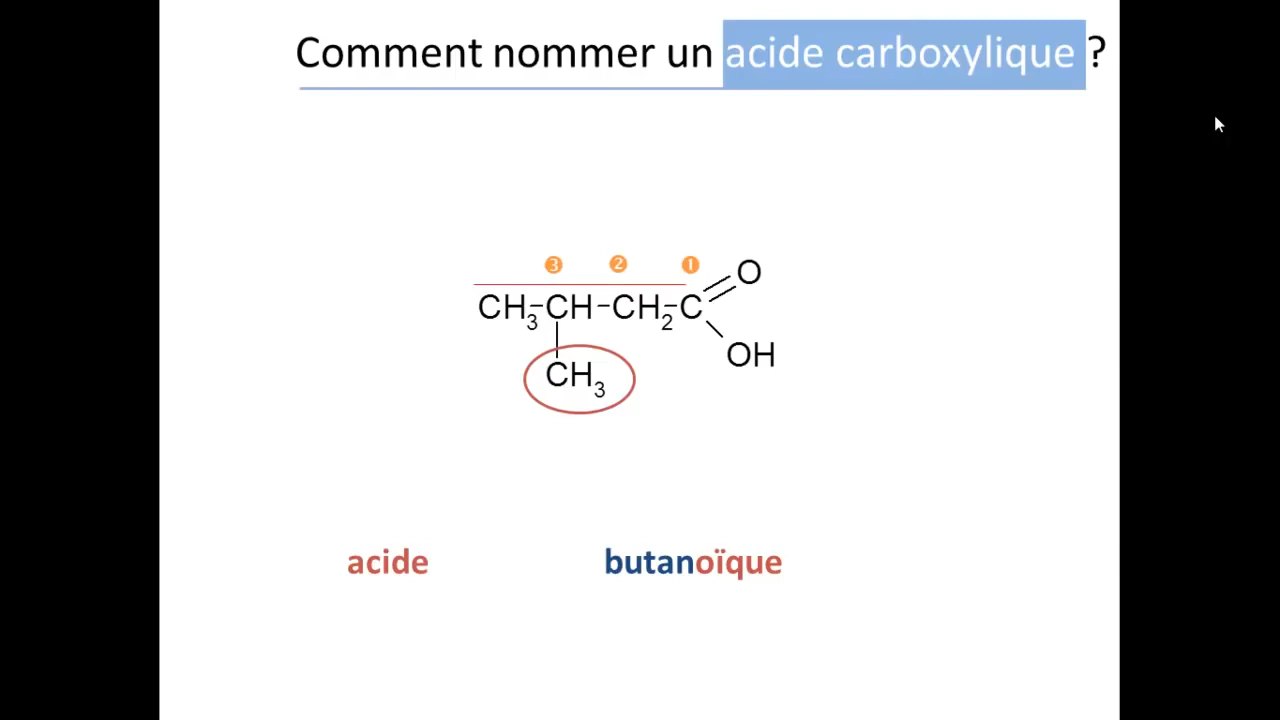 Comment nommer un acide carboxylique ?
❸ ❷ ❶
O
CH₃-CH-CH₂-C
OH
CH₃
acide butanoïque